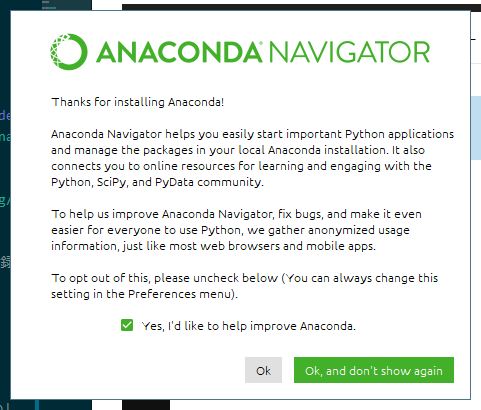 ANACONDA NAVIGATOR
Thanks for installing Anaconda!
Anaconda Navigator helps you easily start important Python applications
and manage the packages in your local Anaconda installation. It also
connects you to online resources for learning and engaging with the
Python, SciPy, and PyData community.
To help us improve Anaconda Navigator, fix bugs, and make it even
easier for everyone to use Python, we gather anonymized usage
information, just like most web browsers and mobile apps.
To opt out of this, please uncheck below (You can always change this
setting in the Preferences menu).
Yes, I'd like to help improve Anaconda.
Ok
Ok, and don't show again